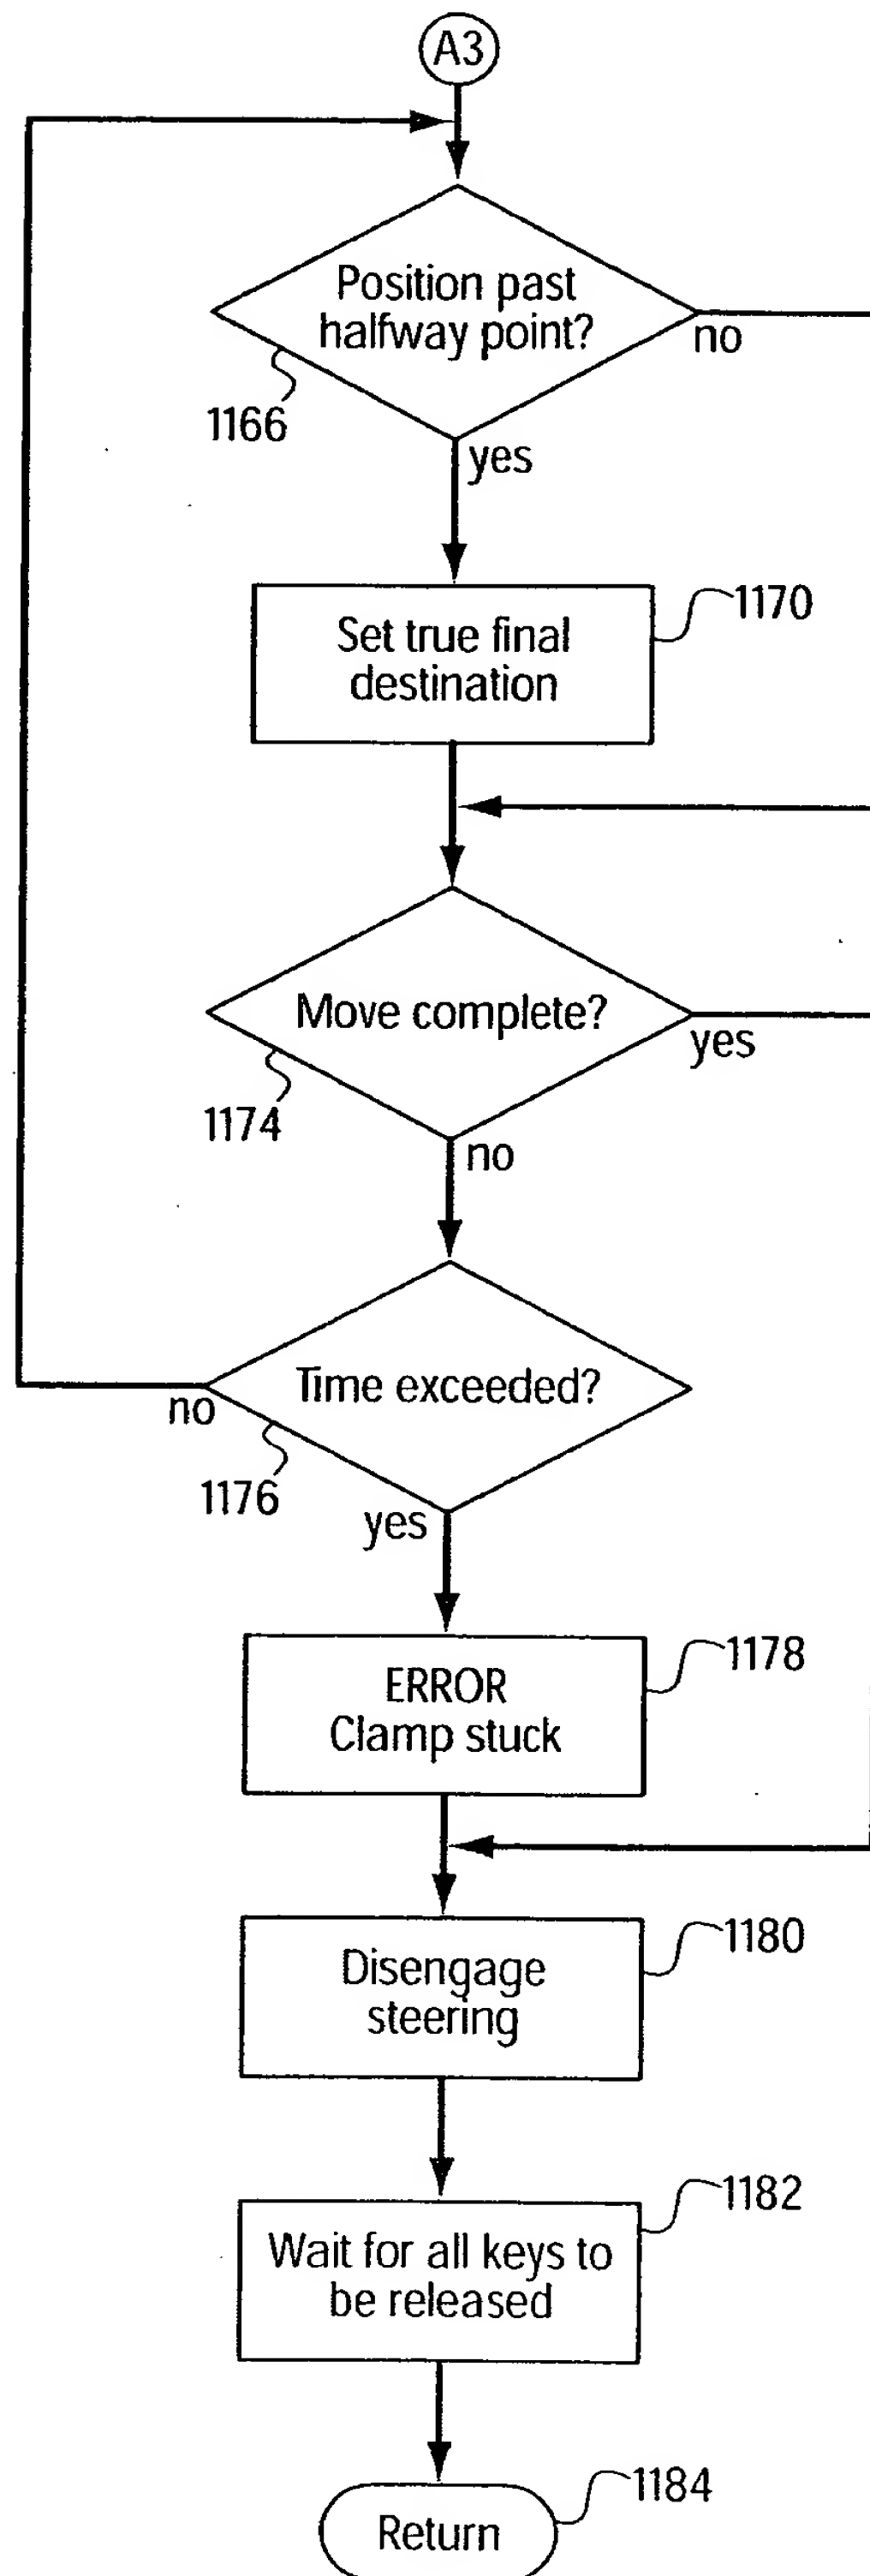 A3
Position past
halfway point?
no
1166
yes
1170
Set true final
destination
Move complete?
yes
1174
no
Time exceeded?
no
1176
yes
1178
ERROR
Clamp stuck
1180
Disengage
steering
1182
Wait for all keys to
be released
1184
Return